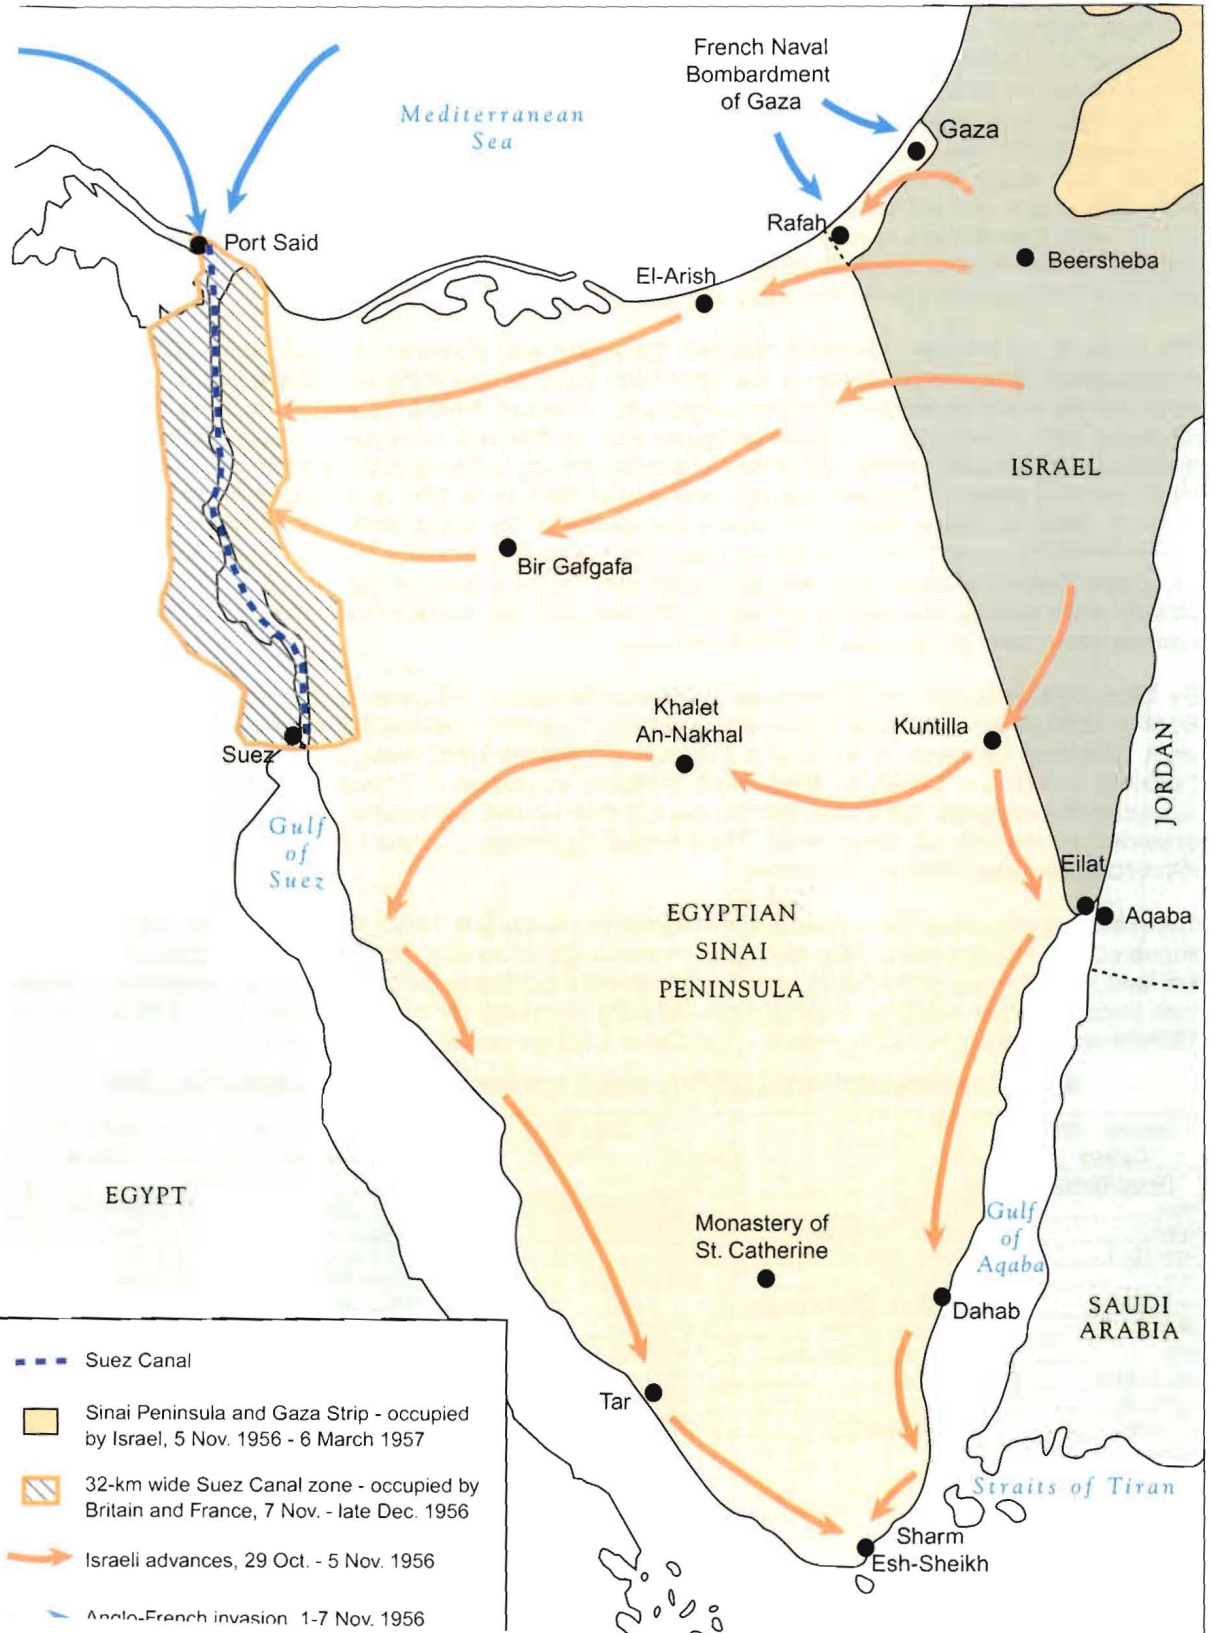 French Naval
Bombardment
of Gaza
Mediterranean
Sea
Gaza
Rafah
Port Said
Beersheba
El-Arish
ISRAEL
Bir Gafgafa
Khalet
An-Nakhal
Kuntilla
Suez
JORDAN
Gulf
of
Suez
Eilat
Aqaba
EGYPTIAN
SINAI
PENINSULA
EGYPT
Monastery of
St. Catherine
Gulf
of
Aqaba
Dahab
SAUDI
ARABIA
Tar
Straits of Tiran
Sharm
Esh-Sheikh
Suez Canal
Sinai Peninsula and Gaza Strip - occupied
by Israel, 5 Nov. 1956 - 6 March 1957
32-km wide Suez Canal zone - occupied by
Britain and France, 7 Nov. - late Dec. 1956
Israeli advances, 29 Oct. - 5 Nov. 1956
Anglo-French invasion 1-7 Nov. 1956